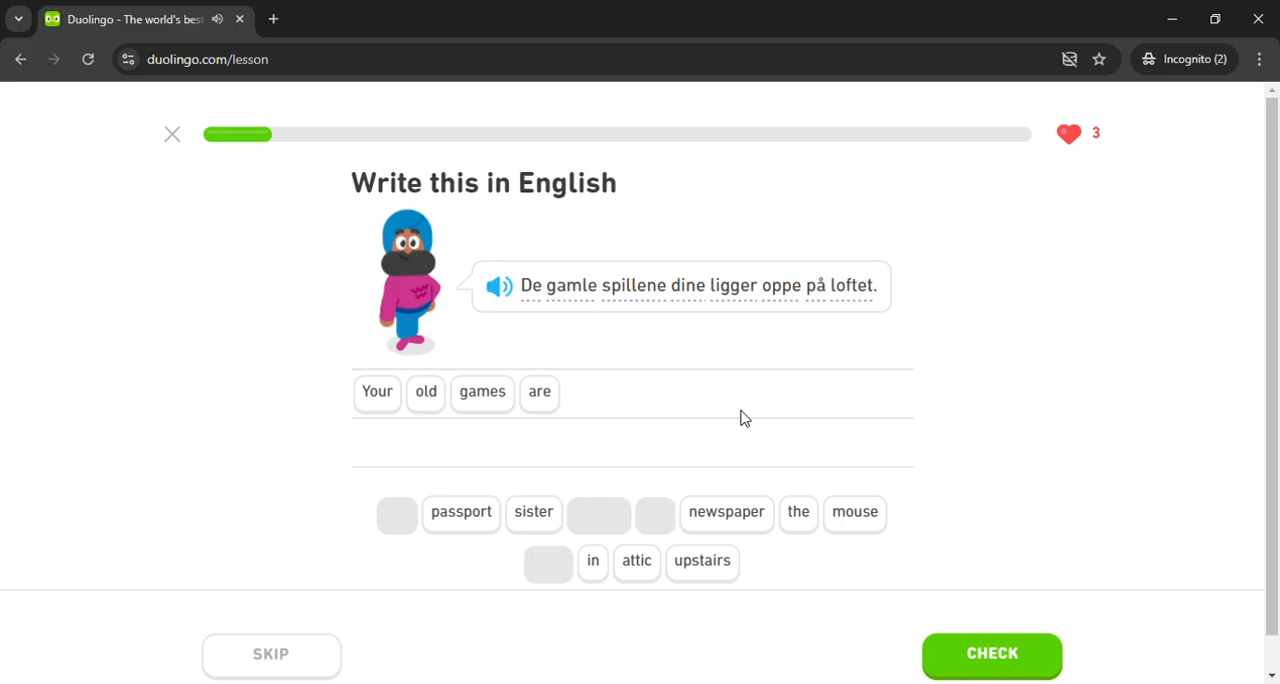 Duolingo - The world's bes
duolingo.com/lesson
Incognito (2)
3
Write this in English
De gamle spillene dine ligger oppe på loftet.
Your old games are
passport sister newspaper the mouse
in attic upstairs
SKIP
CHECK